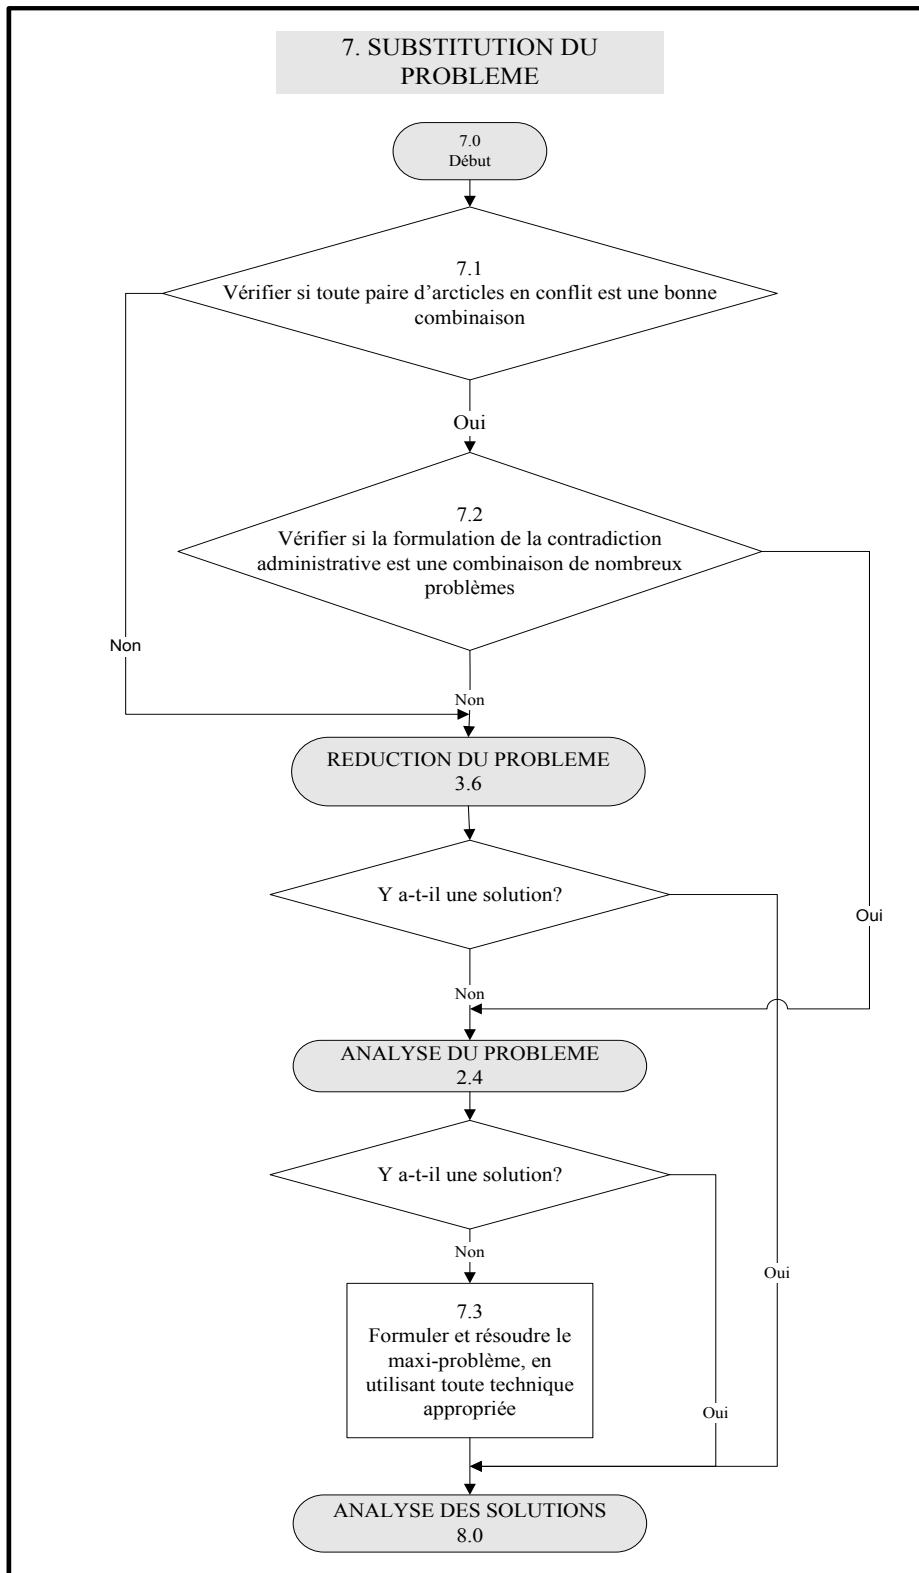 7. SUBSTITUTION DU
PROBLEME
7.0
Début
7.1
Vérifier si toute paire d'arcticles en conflit est une bonne
combinaison
Oui
7.2
Vérifier si la formulation de la contradiction
administrative est une combinaison de nombreux
problèmes
Non
Non
REDUCTION DU PROBLEME
3.6
Y a-t-il une solution?
Oui
Non
ANALYSE DU PROBLEME
2.4
Y a-t-il une solution?
Non
Oui
7.3
Formuler et résoudre le
maxi-problème, en
utilisant toute technique
appropriée
Oui
ANALYSE DES SOLUTIONS
8.0